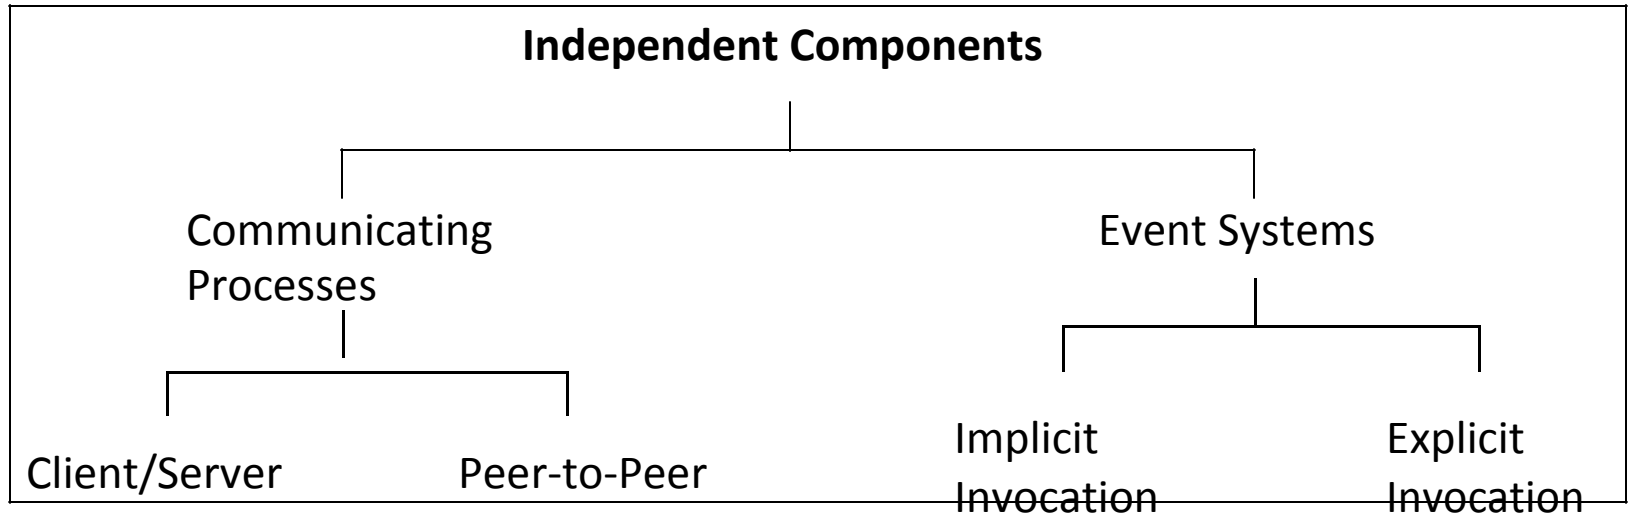 Independent Components
Communicating
Processes
Event Systems
Client/Server
Peer-to-Peer
Implicit
Invocation
Explicit
Invocation